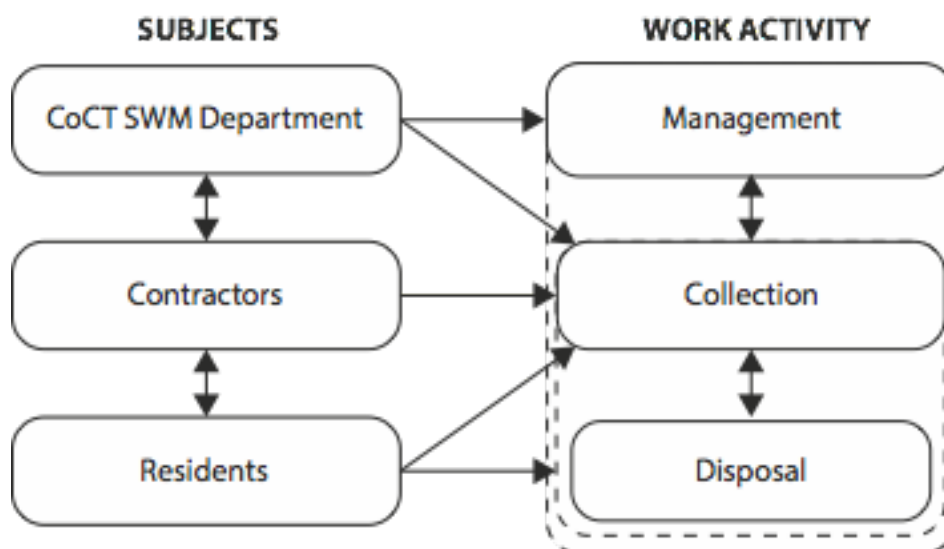 SUBJECTS
WORK ACTIVITY
CoCT SWM Department
Management
Contractors
Collection
Residents
Disposal